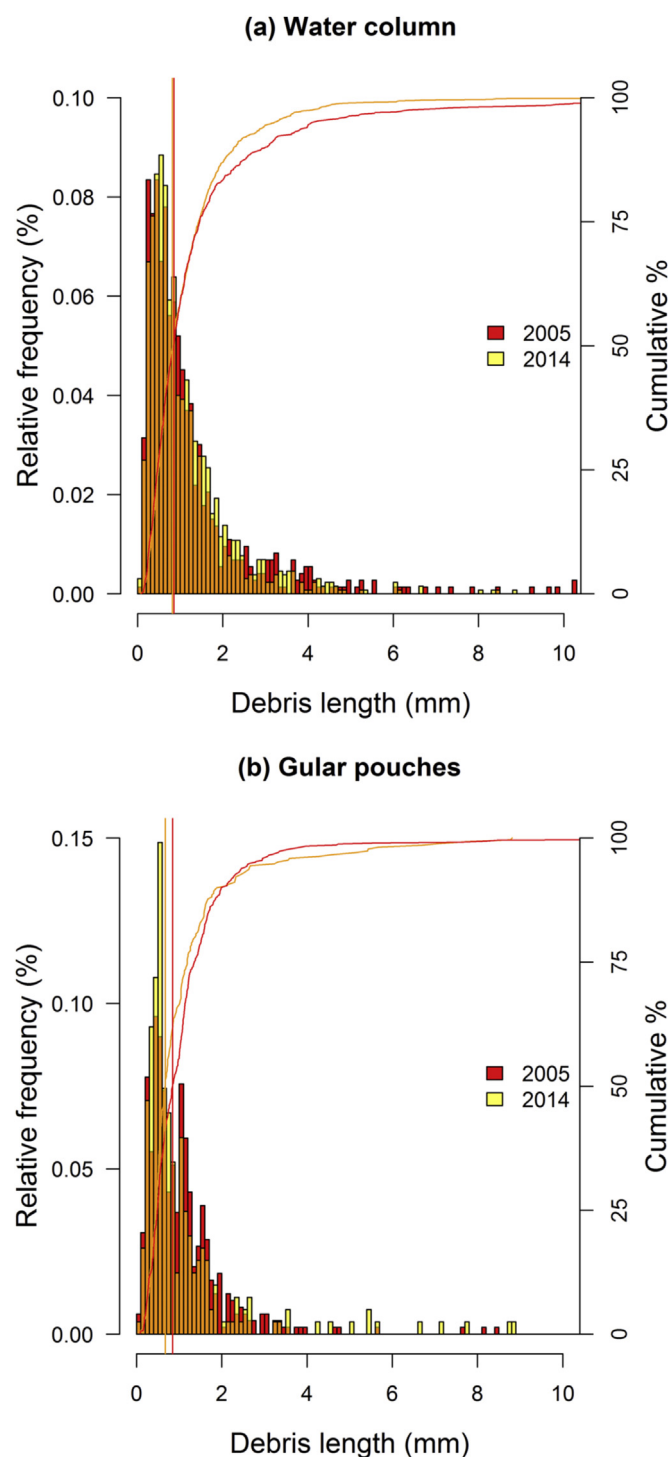 (a) Water column
Relative frequency (%)
0.10
0.08
0.06
0.04
0.02
0.00
100
75
50
25
0
Cumulative %
2005
2014
0 2 4 6 8 10
Debris length (mm)
(b) Gular pouches
Relative frequency (%)
0.15
0.10
0.05
0.00
100
75
50
25
0
Cumulative %
2005
2014
0 2 4 6 8 10
Debris length (mm)